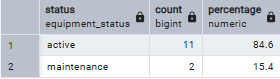 status count percentage
equipment_status bigint numeric
1 active 11 84.6
2 maintenance 2 15.4